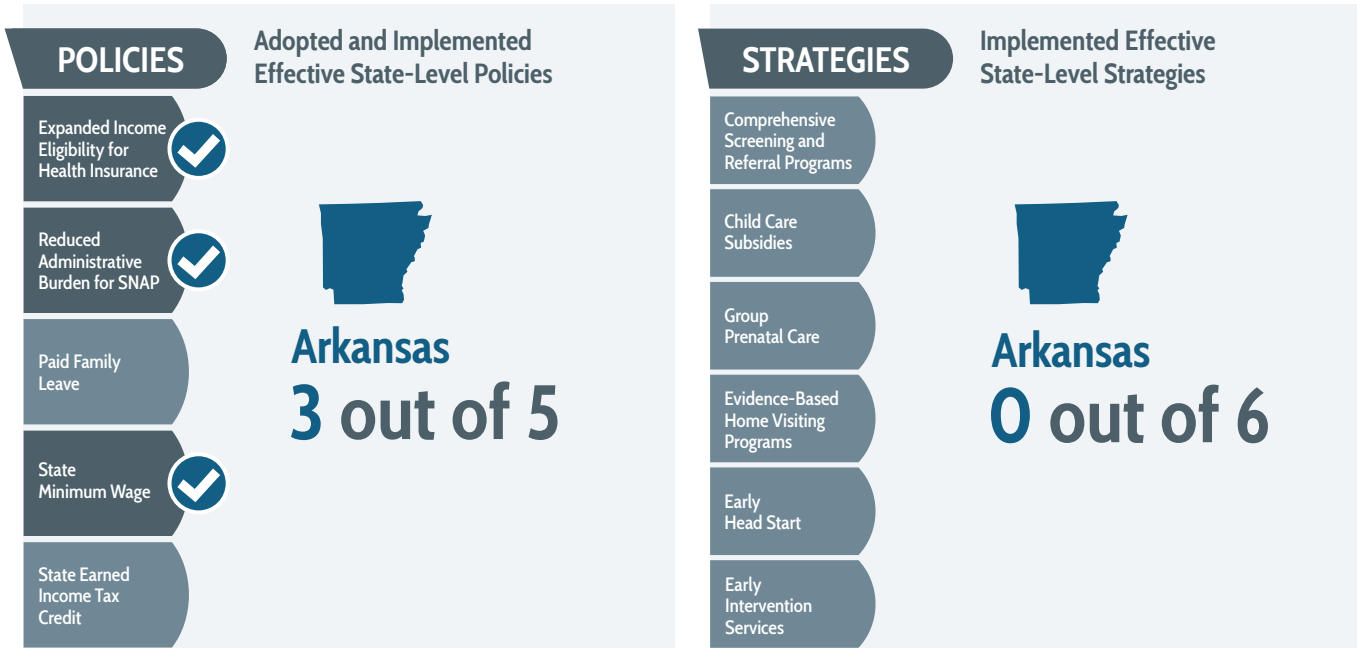 POLICIES
Adopted and Implemented
Effective State-Level Policies
Expanded Income
Eligibility for
Health Insurance
Reduced
Administrative
Burden for SNAP
Paid Family
Leave
State
Minimum Wage
State Earned
Income Tax
Credit
Arkansas
3 out of 5
STRATEGIES
Implemented Effective
State-Level Strategies
Comprehensive
Screening and
Referral Programs
Child Care
Subsidies
Group
Prenatal Care
Evidence-Based
Home Visiting
Programs
Early
Head Start
Early
Intervention
Services
Arkansas
0 out of 6